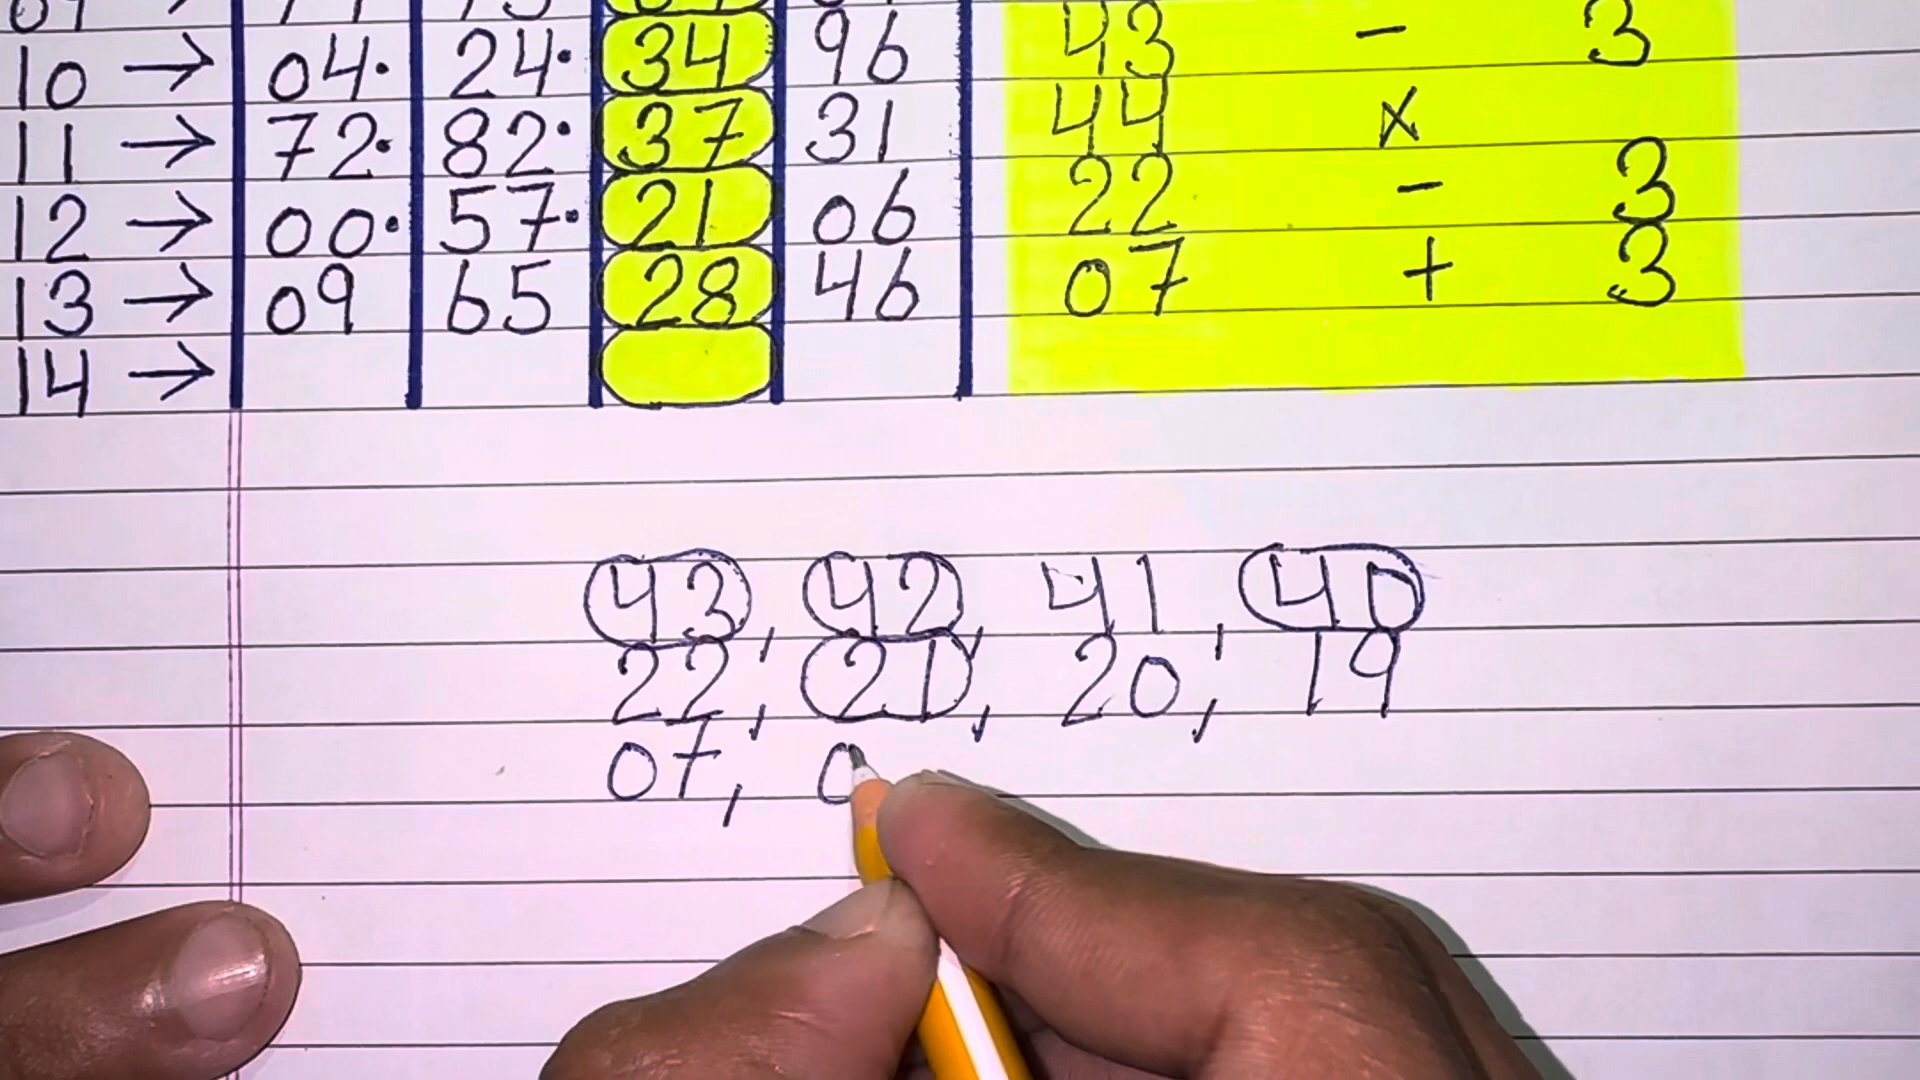 10 → 04. 24. 34 96 43 - 3
11 → 72. 82. 37 31 44 x
12 → 00. 57. 21 06 22 - 3
13 → 09 65 28 46 07 + 3
14 →
43, 42, 41, 40
22, 21, 20, 19
07, 0